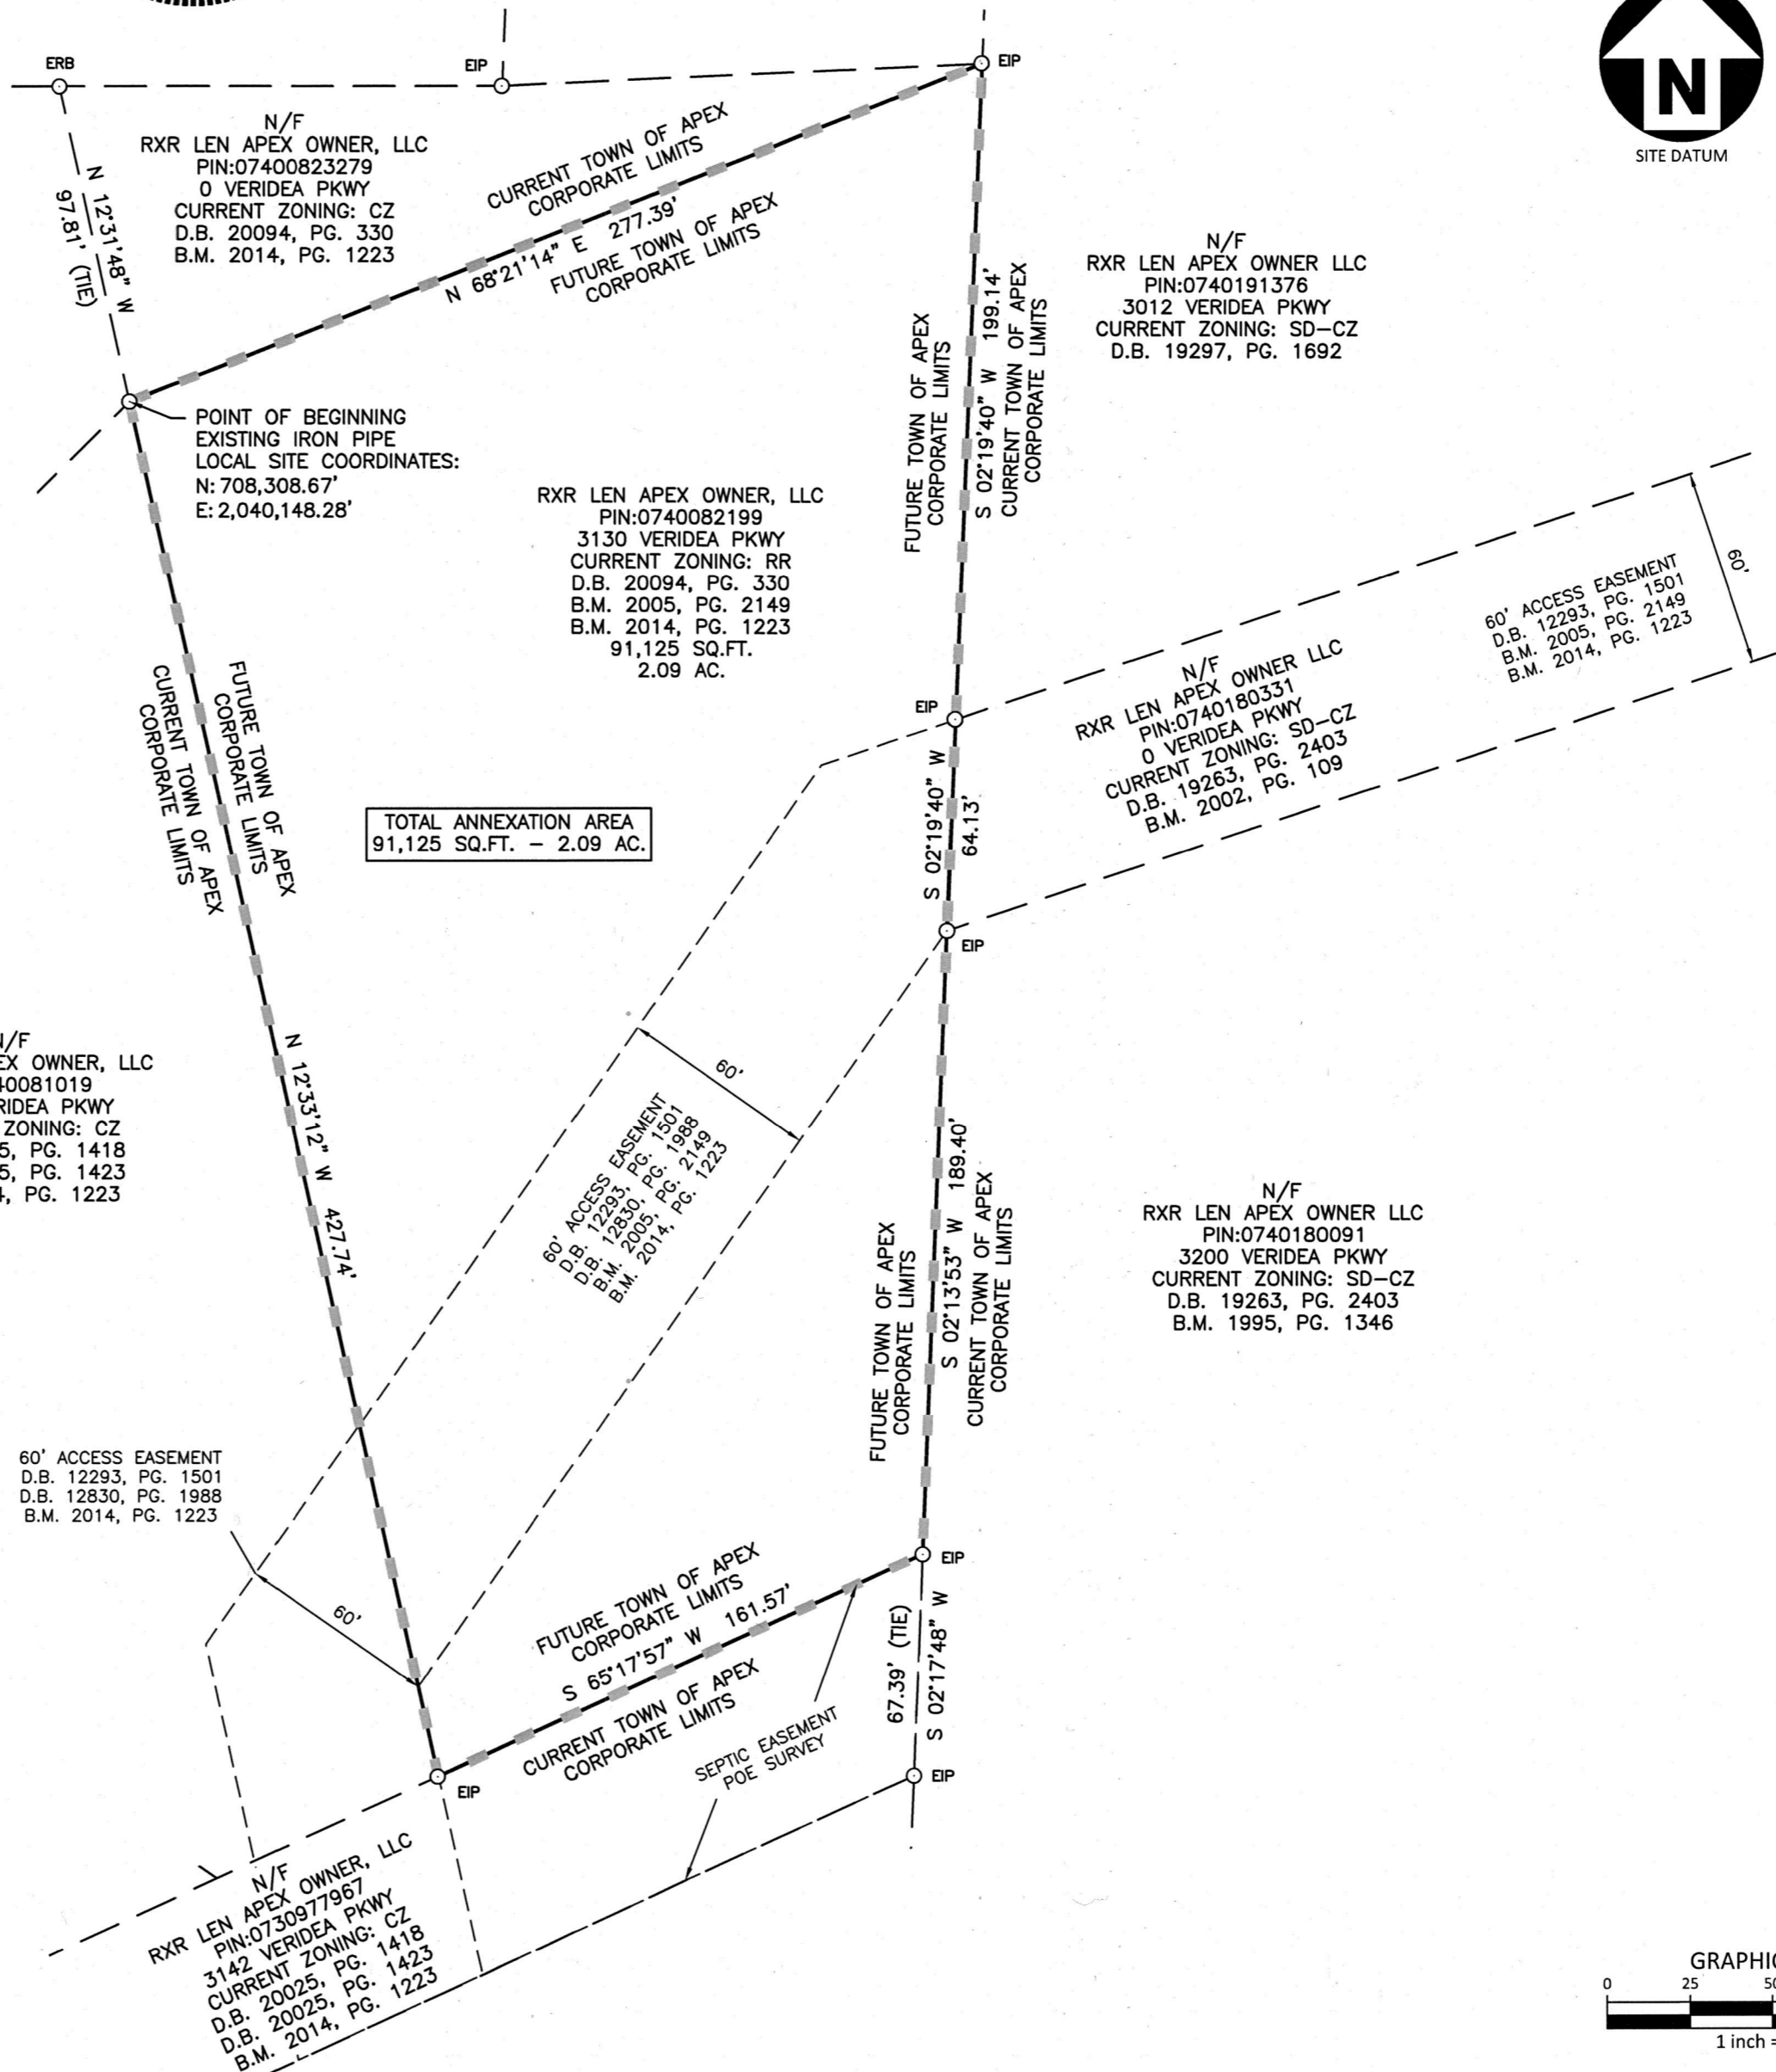 ERB
EIP
EIP
N
SITE DATUM
N/F
RXR LEN APEX OWNER, LLC
PIN:07400823279
0 VERIDEA PKWY
CURRENT ZONING: CZ
D.B. 20094, PG. 330
B.M. 2014, PG. 1223
N 12°31'48" W
97.81' (TIE)
CURRENT TOWN OF APEX
CORPORATE LIMITS
N 68°21'14" E 277.39'
FUTURE TOWN OF APEX
CORPORATE LIMITS
N/F
RXR LEN APEX OWNER LLC
PIN:0740191376
3012 VERIDEA PKWY
CURRENT ZONING: SD-CZ
D.B. 19297, PG. 1692
FUTURE TOWN OF APEX
CORPORATE LIMITS
S 02°19'40" W 199.14'
CURRENT TOWN OF APEX
CORPORATE LIMITS
POINT OF BEGINNING
EXISTING IRON PIPE
LOCAL SITE COORDINATES:
N: 708,308.67'
E: 2,040,148.28'
RXR LEN APEX OWNER, LLC
PIN:0740082199
3130 VERIDEA PKWY
CURRENT ZONING: RR
D.B. 20094, PG. 330
B.M. 2005, PG. 2149
B.M. 2014, PG. 1223
91,125 SQ.FT.
2.09 AC.
60' ACCESS EASEMENT
D.B. 12293, PG. 1501
B.M. 2005, PG. 2149
B.M. 2014, PG. 1223
60'
N/F
RXR LEN APEX OWNER LLC
PIN:0740180331
0 VERIDEA PKWY
CURRENT ZONING: SD-CZ
D.B. 19263, PG. 2403
B.M. 2002, PG. 109
EIP
S 02°19'40" W
64.13'
EIP
FUTURE TOWN OF APEX
CORPORATE LIMITS
CURRENT TOWN OF APEX
CORPORATE LIMITS
TOTAL ANNEXATION AREA
91,125 SQ.FT. - 2.09 AC.
N/F
EX OWNER, LLC
40081019
RIDEA PKWY
ZONING: CZ
5, PG. 1418
5, PG. 1423
4, PG. 1223
N 12°33'12" W 427.74'
60'
60' ACCESS EASEMENT
D.B. 12293, PG. 1501
D.B. 12830, PG. 1988
B.M. 2005, PG. 2149
B.M. 2014, PG. 1223
FUTURE TOWN OF APEX
CORPORATE LIMITS
S 02°13'53" W 189.40'
CURRENT TOWN OF APEX
CORPORATE LIMITS
N/F
RXR LEN APEX OWNER LLC
PIN:0740180091
3200 VERIDEA PKWY
CURRENT ZONING: SD-CZ
D.B. 19263, PG. 2403
B.M. 1995, PG. 1346
60' ACCESS EASEMENT
D.B. 12293, PG. 1501
D.B. 12830, PG. 1988
B.M. 2014, PG. 1223
60'
EIP
FUTURE TOWN OF APEX
CORPORATE LIMITS
S 65°17'57" W 161.57'
CURRENT TOWN OF APEX
CORPORATE LIMITS
67.39' (TIE)
S 02°17'48" W
SEPTIC EASEMENT
POE SURVEY
EIP
EIP
N/F
RXR LEN APEX OWNER, LLC
PIN:0730977967
3142 VERIDEA PKWY
CURRENT ZONING: CZ
D.B. 20025, PG. 1418
D.B. 20025, PG. 1423
B.M. 2014, PG. 1223
GRAPHIC
0 25 50
1 inch =